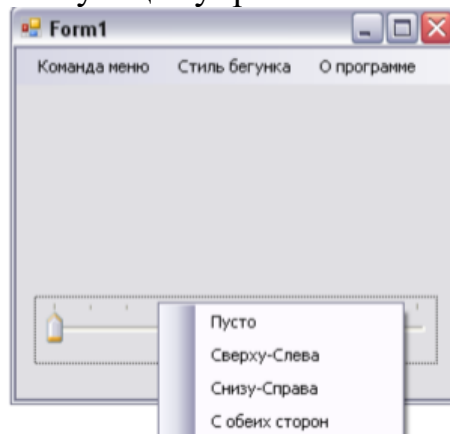 Form1
Команда меню Стиль бегунка О программе
Пусто
Сверху-Слева
Снизу-Справа
С обеих сторон